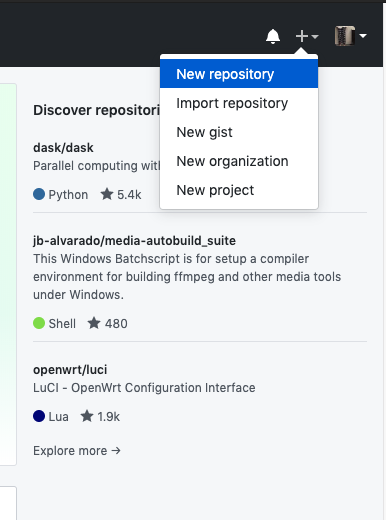 New repository
Import repository
New gist
New organization
New project
Discover repositori
dask/dask
Parallel computing with
Python 5.4k
jb-alvarado/media-autobuild_suite
This Windows Batchscript is for setup a compiler
environment for building ffmpeg and other media tools
under Windows.
Shell 480
openwrt/luci
LuCI - OpenWrt Configuration Interface
Lua 1.9k
Explore more →